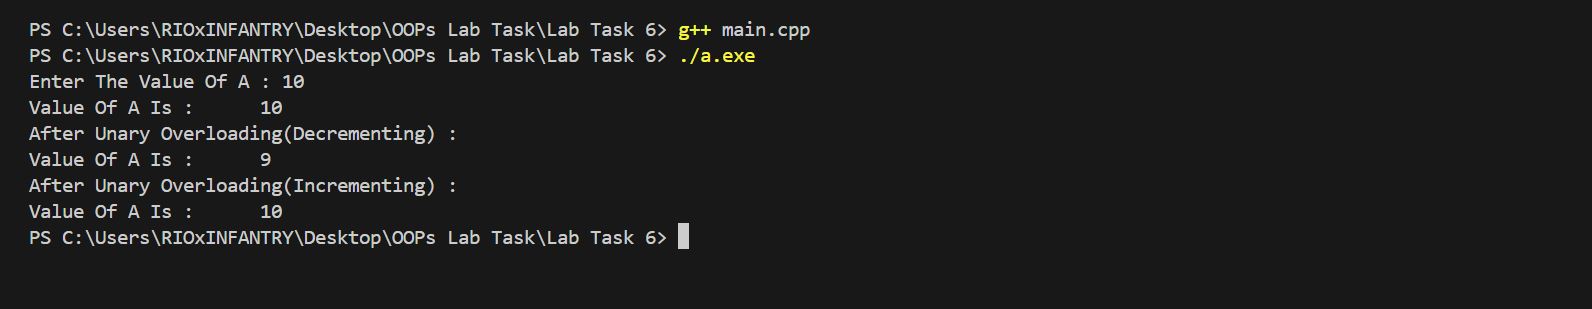 PS C:\Users\RIOxINFANTRY\Desktop\OOPs Lab Task\Lab Task 6> g++ main.cpp
PS C:\Users\RIOxINFANTRY\Desktop\OOPs Lab Task\Lab Task 6> ./a.exe
Enter The Value Of A : 10
Value Of A Is :      10
After Unary Overloading(Decrementing) :
Value Of A Is :      9
After Unary Overloading(Incrementing) :
Value Of A Is :      10
PS C:\Users\RIOxINFANTRY\Desktop\OOPs Lab Task\Lab Task 6>